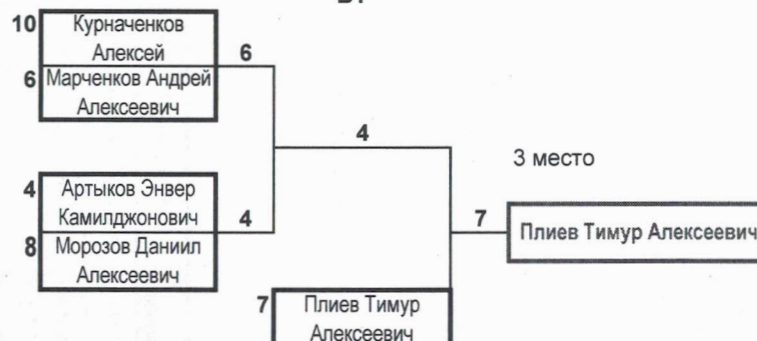 10 Курначенков
Алексей
6
6 Марченков Андрей
Алексеевич
4
3 место
4 Артыков Энвер
Камилджонович
4
7
Плиев Тимур Алексеевич
8 Морозов Даниил
Алексеевич
7 Плиев Тимур
Алексеевич